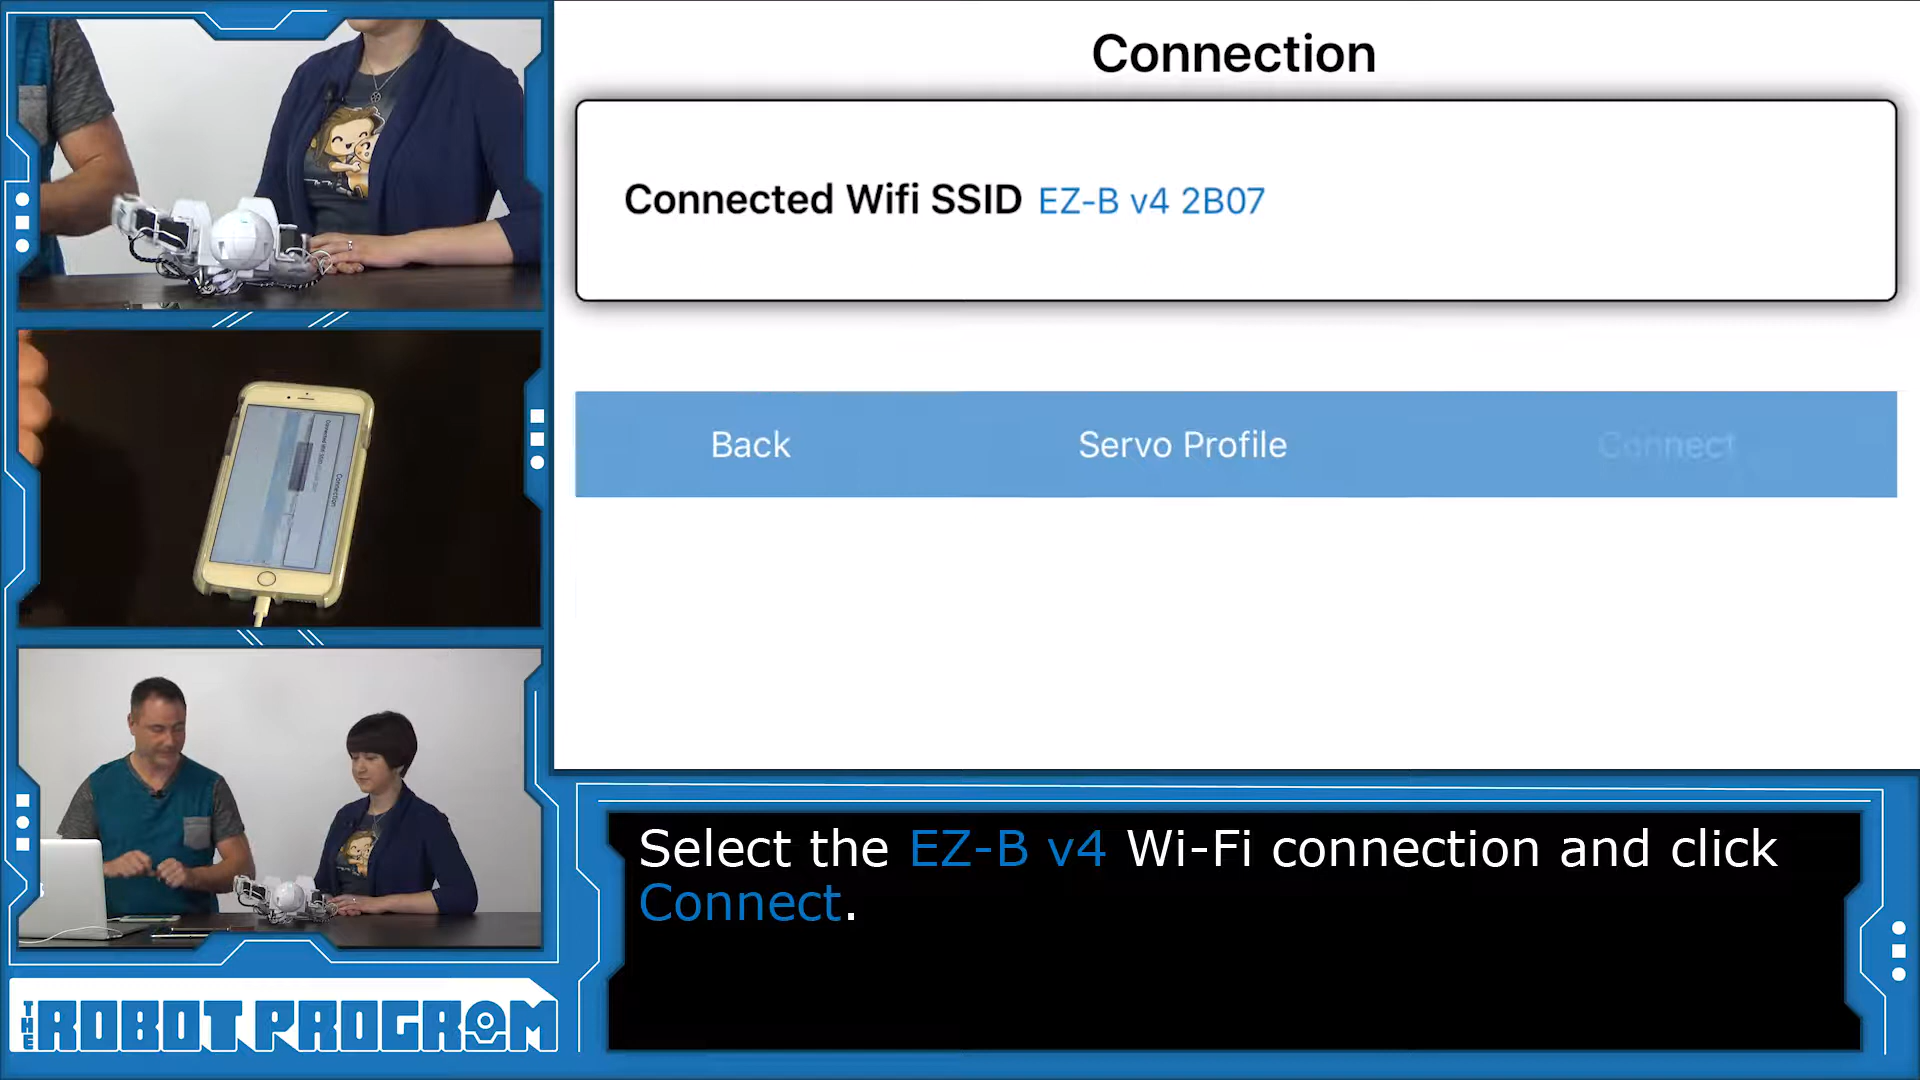 Connection
Connected Wifi SSID EZ-B v4 2B07
Back Servo Profile Connect
Select the EZ-B v4 Wi-Fi connection and click
Connect.
THE ROBOT PROGRAM